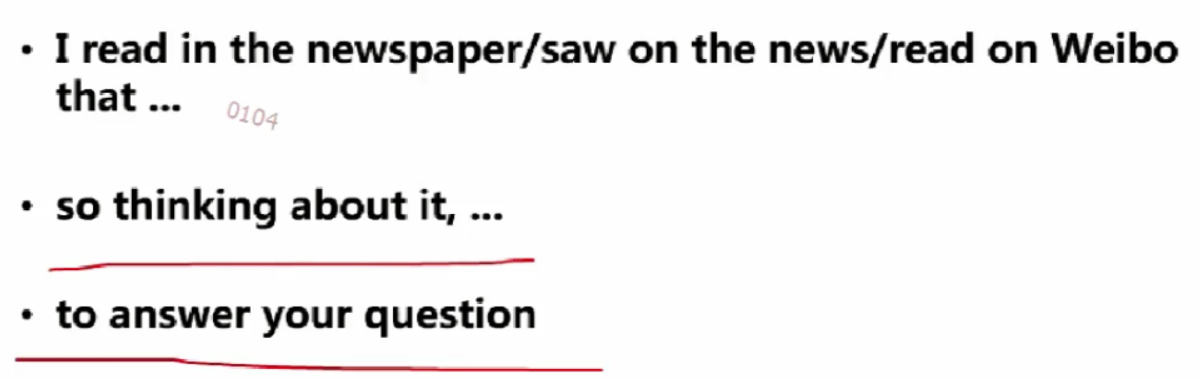 • I read in the newspaper/saw on the news/read on Weibo
that ...
0104
• so thinking about it, ...
• to answer your question